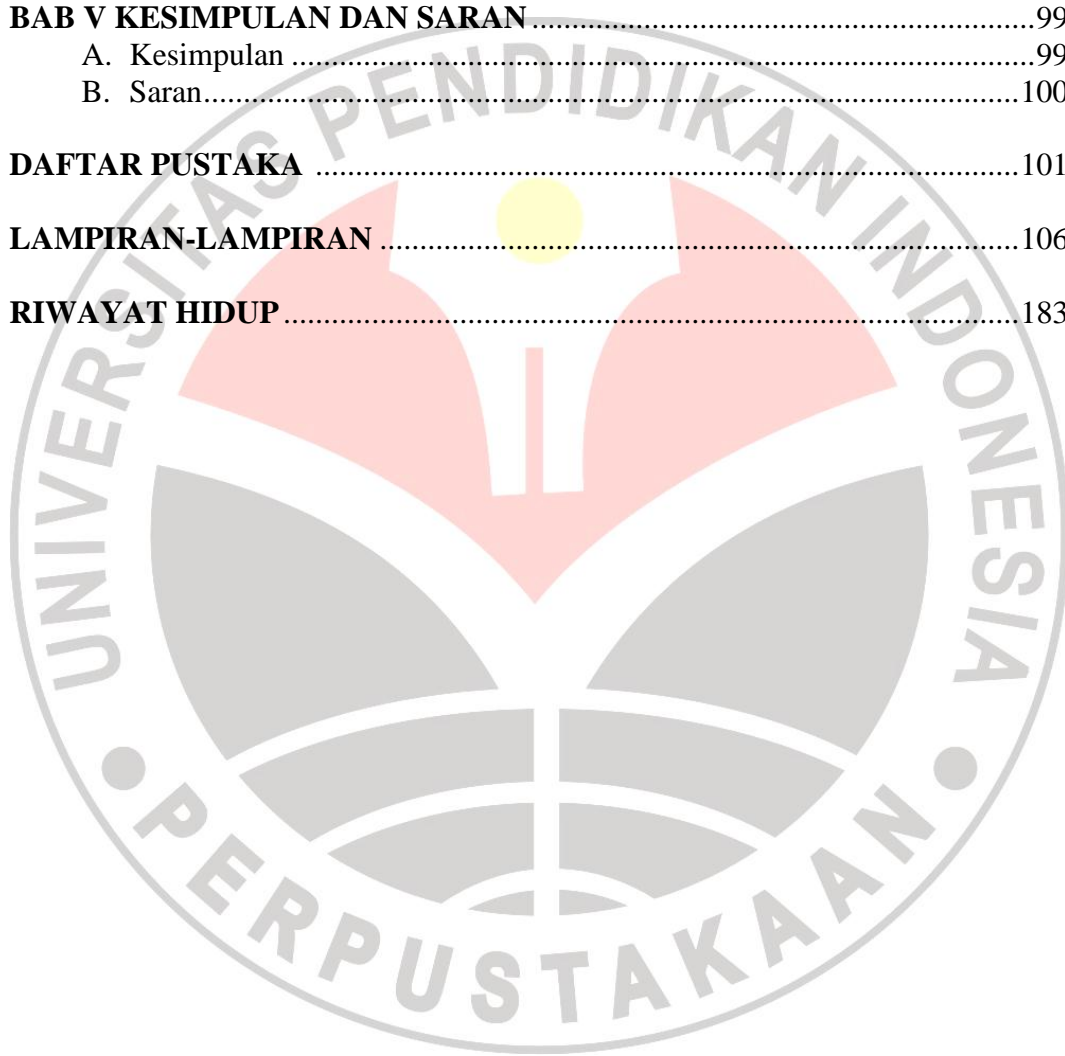 BAB V KESIMPULAN DAN SARAN ........................................................................99
A. Kesimpulan ..........................................................................................................99
B. Saran....................................................................................................................100
DAFTAR PUSTAKA ....................................................................................................101
LAMPIRAN-LAMPIRAN ...........................................................................................106
RIWAYAT HIDUP.........................................................................................................183
UNIVERSITAS PENDIDIKAN INDONESIA
PERPUSTAKAAN